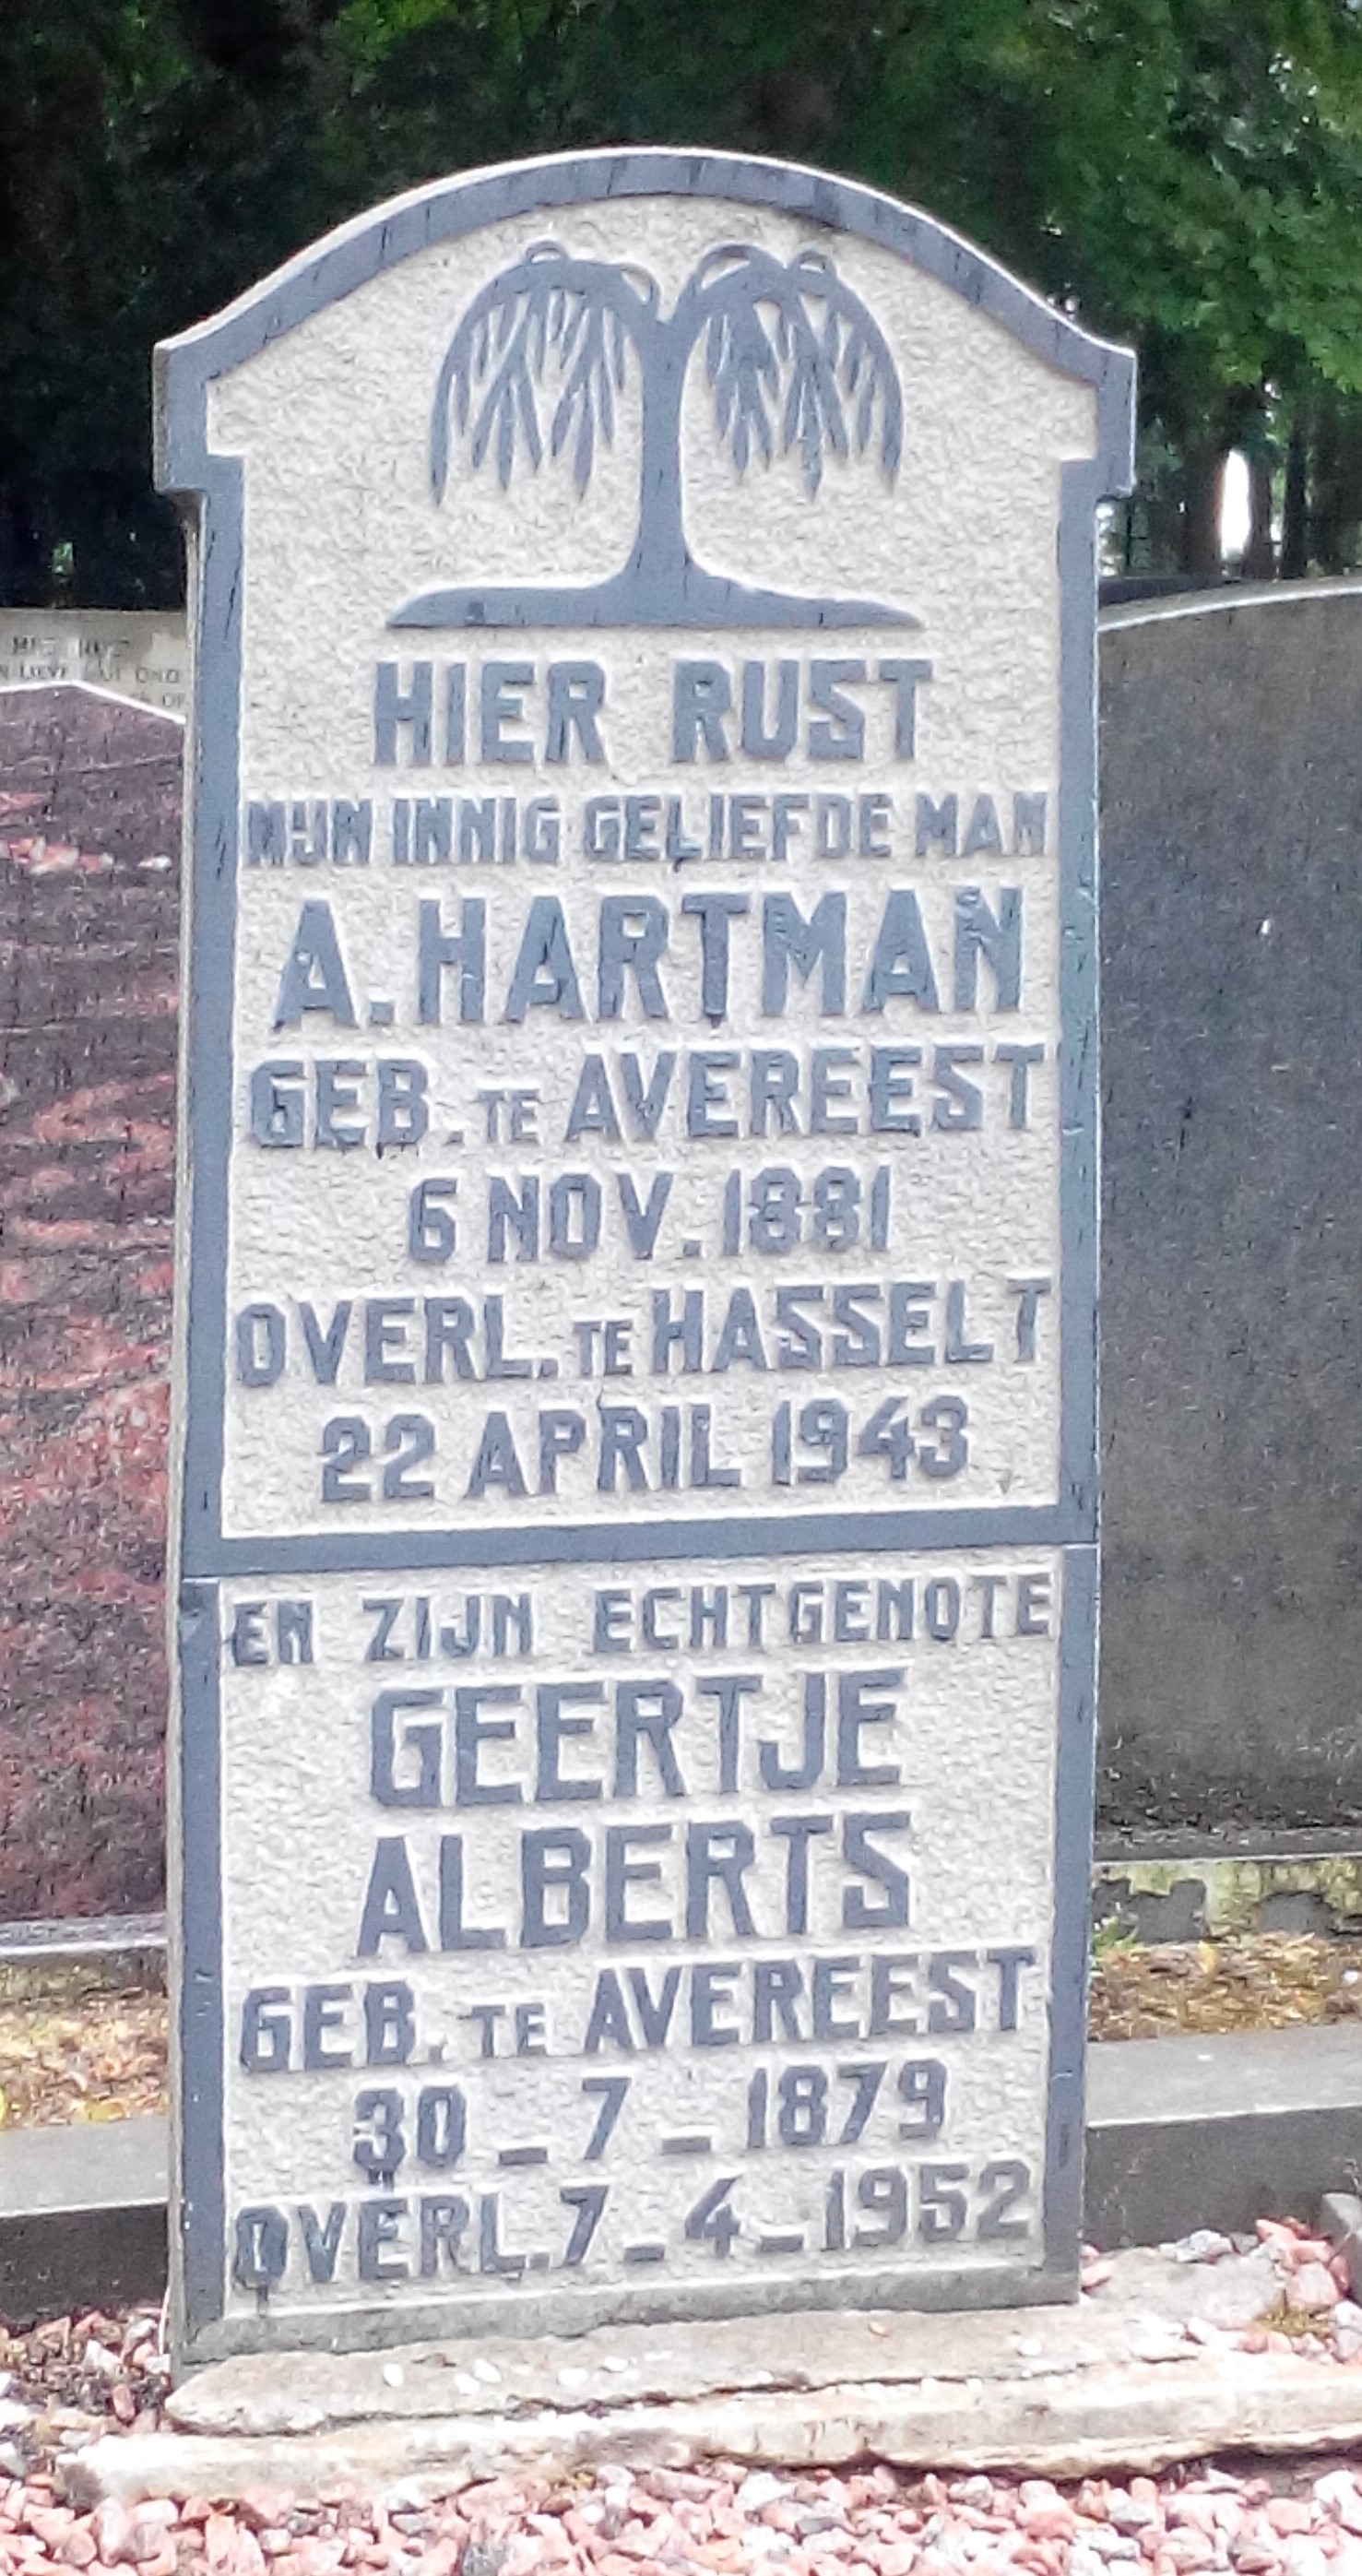 HIER RUST
MIJN INNIG GELIEFDE MAN
A. HARTMAN
GEB. TE AVEREEST
6 NOV. 1881
OVERL. TE HASSELT
22 APRIL 1943
EN ZIJN ECHTGENOTE
GEERTJE
ALBERTS
GEB. TE AVEREEST
30-7-1879
OVERL. 7-4-1952